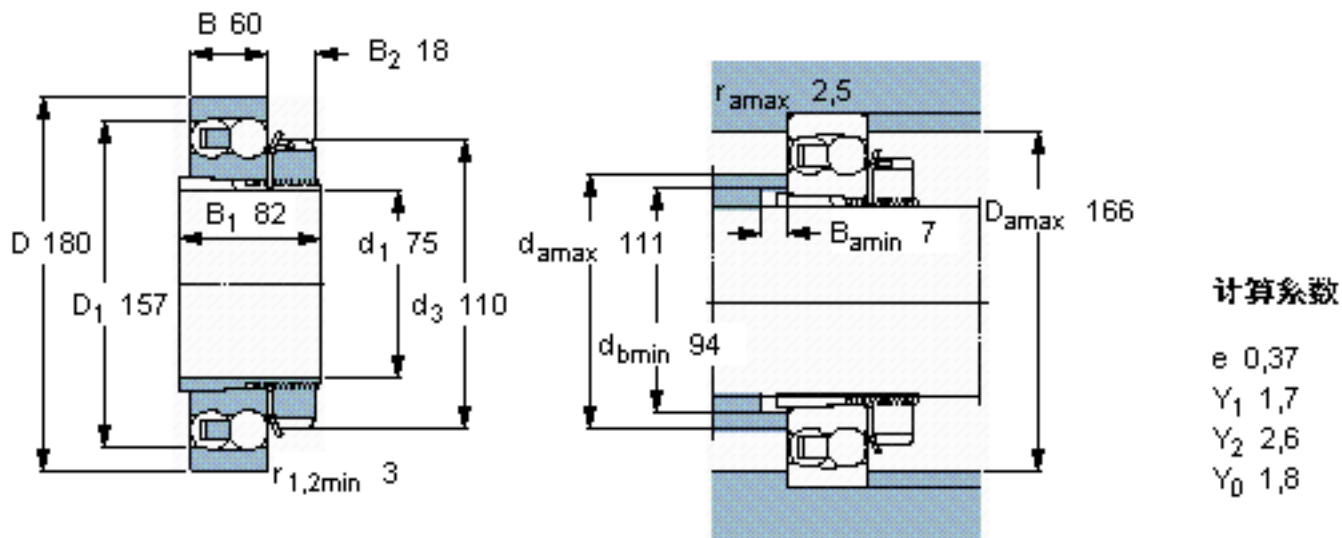 B 60
B2 18
D 180
D1 157
B1 82
d1 75
d3 110
r1,2min 3
ramax 2,5
damax 111
Bamin 7
Damax 166
dbmin 94
计算系数
e 0,37
Y1 1,7
Y2 2,6
Y0 1,8